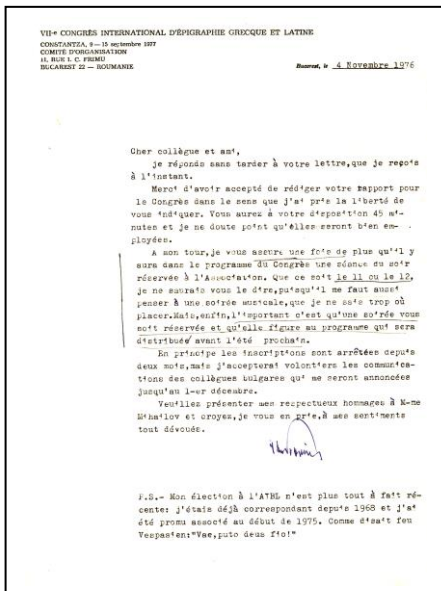 VII-e CONGRÈS INTERNATIONAL D'ÉPIGRAPHIE GRECQUE ET LATINE
CONSTANTZA, 9 — 15 septembre 1977
COMITÉ D'ORGANISATION
11, RUE I. C. FRIMU
BUCAREST 22 — ROUMANIE
Bucarest, le 4 Novembre 1976
Cher collègue et ami,
je réponds sans tarder à votre lettre,que je reçois
à l'instant.
Merci d'avoir accepté de rédiger votre rapport pour
le Congrès dans le sens que j'ai pris la liberté de
vous indiquer. Vous aurez à votre disposition 45 mi-
nutes et je ne doute point qu'elles seront bien em-
ployées.
A mon tour,je vous assure une fois de plus qu'il y
aura dans le programme du Congrès une séance du soir
réservée à l'Association. Que ce soit le 11 ou le 12,
je ne saurais vous le dire,puisqu'il me faut aussi
penser à une soirée musicale,que je ne sais trop où
placer.Mais,enfin,l'important c'est qu'une soirée vous
soit réservée et qu'elle figure au programme qui sera
distribué avant l'été prochain.
En principe les inscriptions sont arrêtées depuis
deux mois,mais j'accepterai volontiers les communica-
tions des collègues bulgares qui me seront annoncées
jusqu'au 1-er décembre.
Veuillez présenter mes respectueux hommages à M-me
Mihailov et croyez,je vous en prie,à mes sentiments
tout dévoués.
P.S.- Mon élection à l'AIBL n'est plus tout à fait ré-
cente: j'étais déjà correspondant depuis 1968 et j'ai
été promu associé au début de 1975. Comme disait feu
Vespasien:"Vae,puto deus fio!"